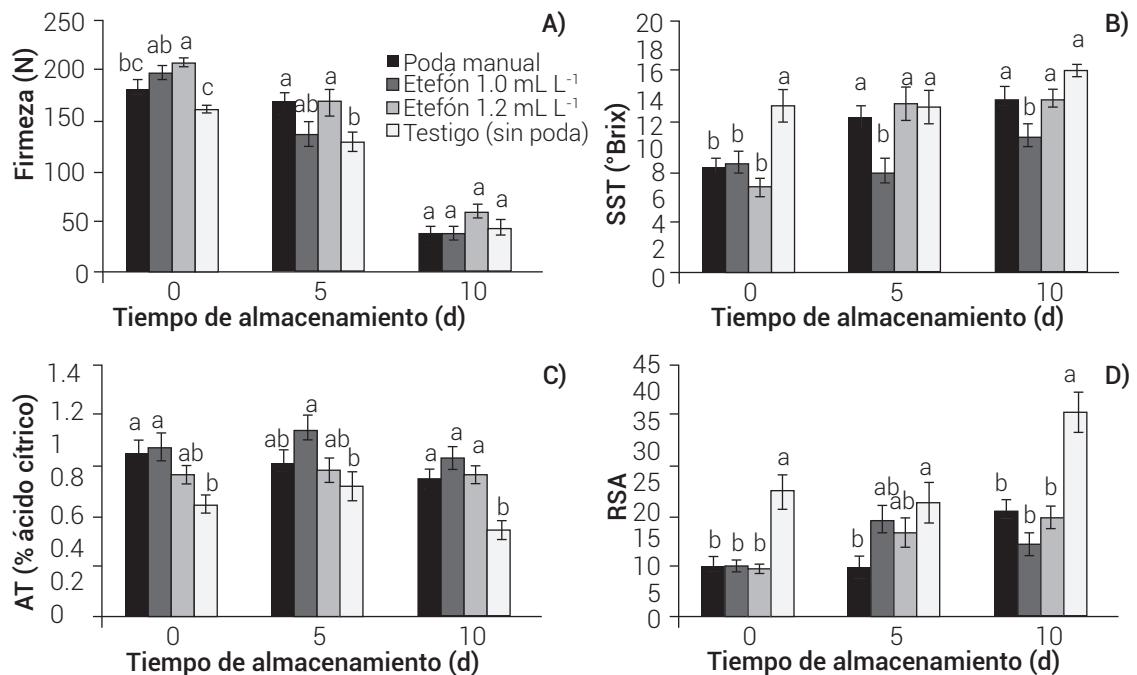 A)
250
200
150
100
50
0
Firmeza (N)
bc ab a c
a ab a b
a a a a
Poda manual
Etefón 1.0 mL L⁻¹
Etefón 1.2 mL L⁻¹
Testigo (sin poda)
0 5 10
Tiempo de almacenamiento (d)
B)
20
18
16
14
12
10
8
6
4
2
0
SST (°Brix)
b b b a
a b a a
a b a a
0 5 10
Tiempo de almacenamiento (d)
C)
1.4
1.2
1
0.8
0.6
0.4
0.2
0
AT (% ácido cítrico)
a a ab b
ab a ab b
a a a b
0 5 10
Tiempo de almacenamiento (d)
D)
45
40
35
30
25
20
15
10
5
0
RSA
b b b a
b ab ab a
b b b a
0 5 10
Tiempo de almacenamiento (d)